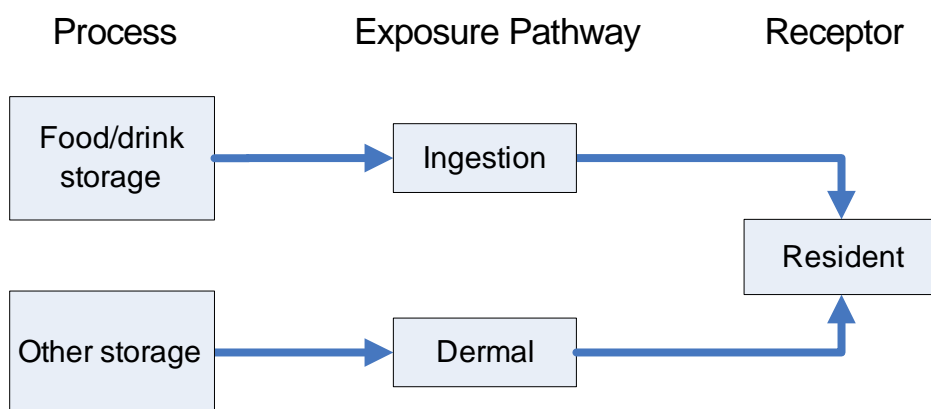 Process
Exposure Pathway
Receptor
Food/drink
storage
Ingestion
Resident
Other storage
Dermal